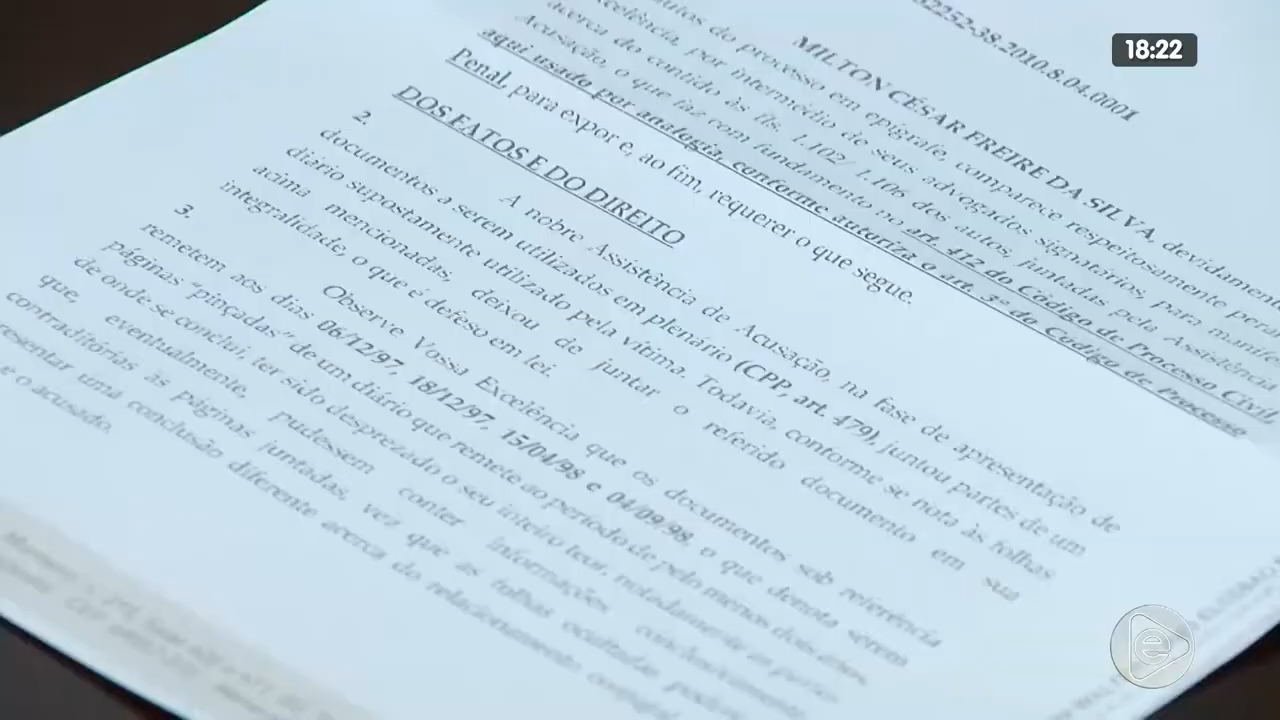 18:22
02252-38.2010.8.04.0001
MILTON CÉSAR FREIRE DA SILVA, devidamente
autos do processo em epígrafe, comparece respeitosamente
Excelência, por intermédio de seus advogados signatários, para
acerca do contido às fls. 1.102/ 1.106 dos autos, juntadas pela Assistência
Acusação, o que faz com fundamento no art. 412 do Código de Processo Civil
aqui usado por analogia, conforme autoriza o art. 3º do Código de Processo
Penal, para expor e, ao fim, requerer o que segue.
DOS FATOS E DO DIREITO
2. A nobre Assistência de Acusação, na fase de apresentação de
documentos a serem utilizados em plenário (CPP, art. 479), juntou partes de um
diário supostamente utilizado pela vítima. Todavia, conforme se nota às folhas
acima mencionadas, deixou de juntar o referido documento em sua
integralidade, o que é defeso em lei.
3. Observe Vossa Excelência que os documentos sob referência
remetem aos dias 06/12/97, 18/12/97, 15/04/98 e 04/09/98, o que denota serem
páginas "pinçadas" de um diário que remete ao período de pelo menos dois anos,
de onde se conclui, ter sido desprezado o seu inteiro teor, notadamente as
que, eventualmente, pudessem conter informações
contraditórias às páginas juntadas, vez que as folhas ocultadas
resentar uma conclusão diferente acerca do relacionamento
e o acusado.
e